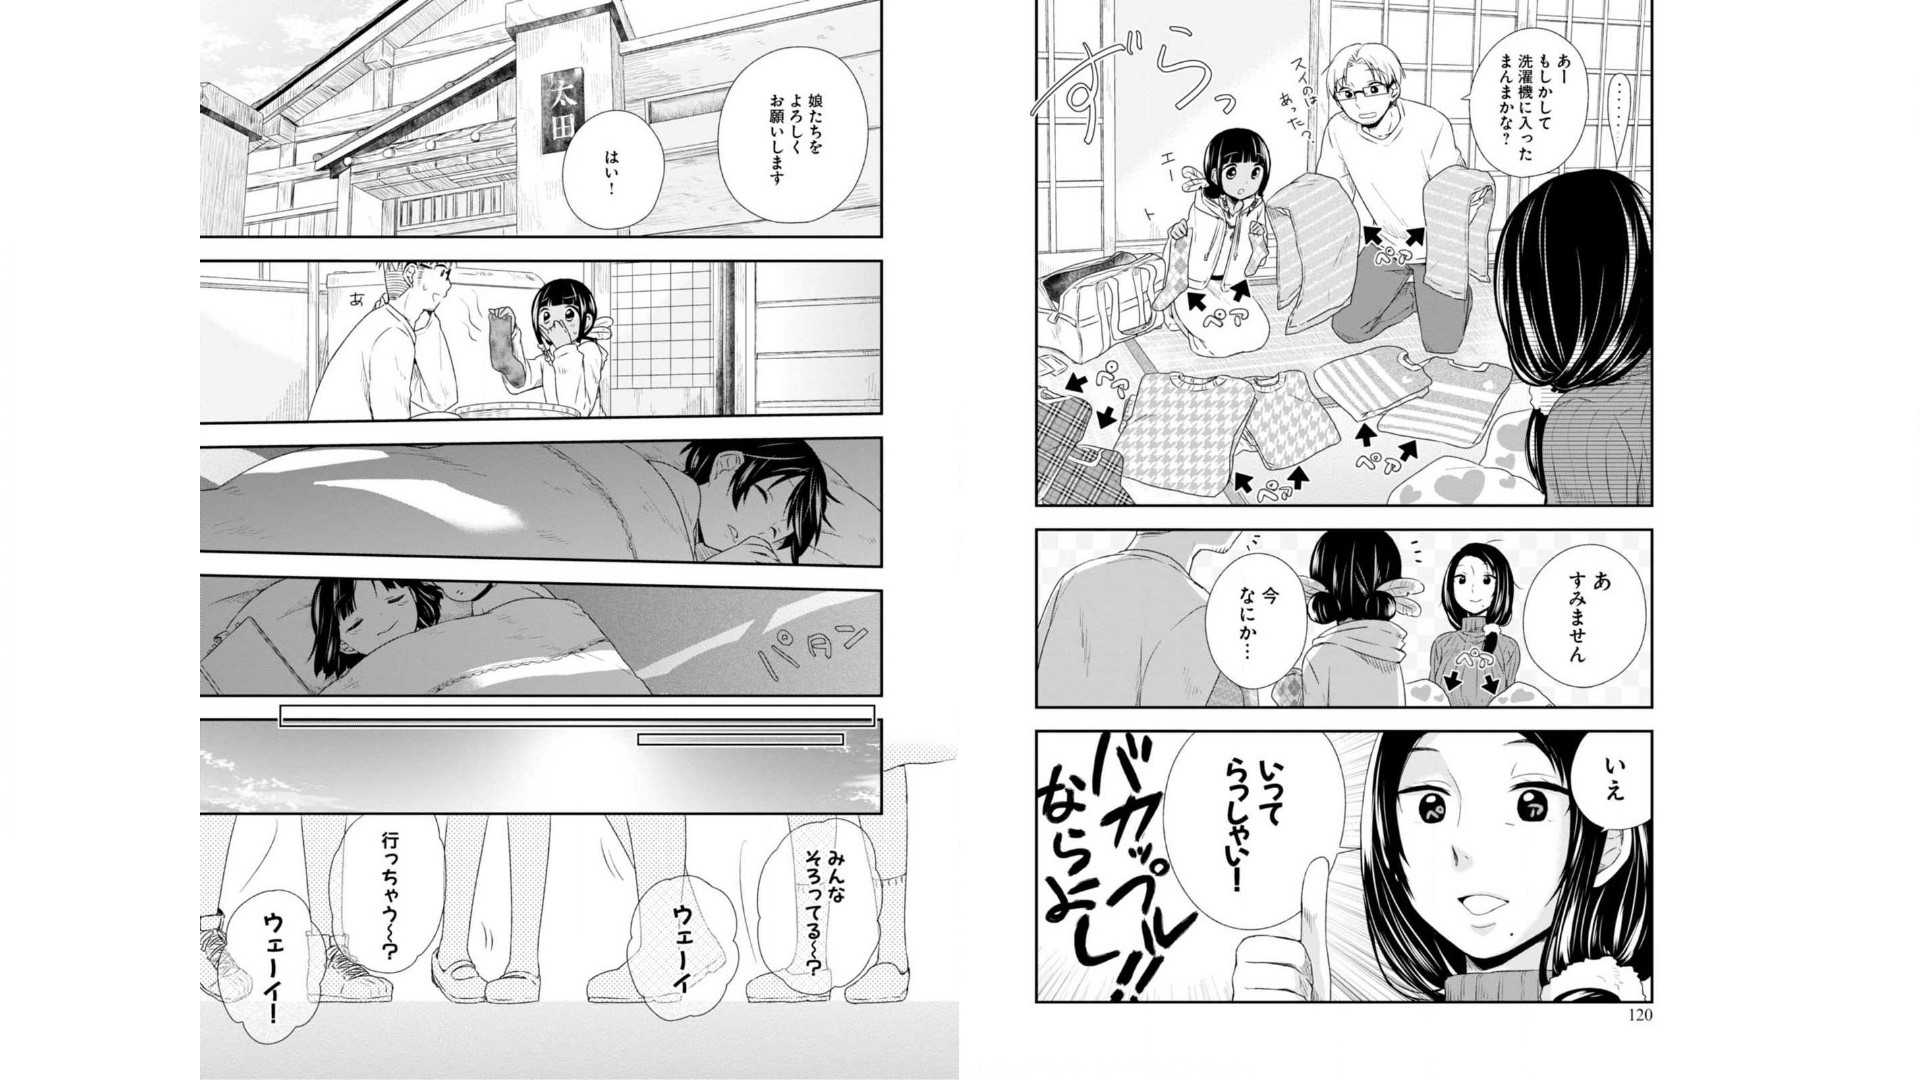 ‥‥‥
あー
もしかして
洗濯機に入った
まんまかな?
スイのは
あった?
ずらっ
エー
ト
ペア
ペア
ペア
ペア
ペア
あ
すみません
今
なにか…
ペア
いえ
ペ
ア
いって
らっしゃい!
バカップル
ならよし!!
120
太田
娘たちを
よろしく
お願いします
はい!
あ
パタン
みんな
そろってる〜?
ウェーイ
行っちゃう〜?
ウェーイ!